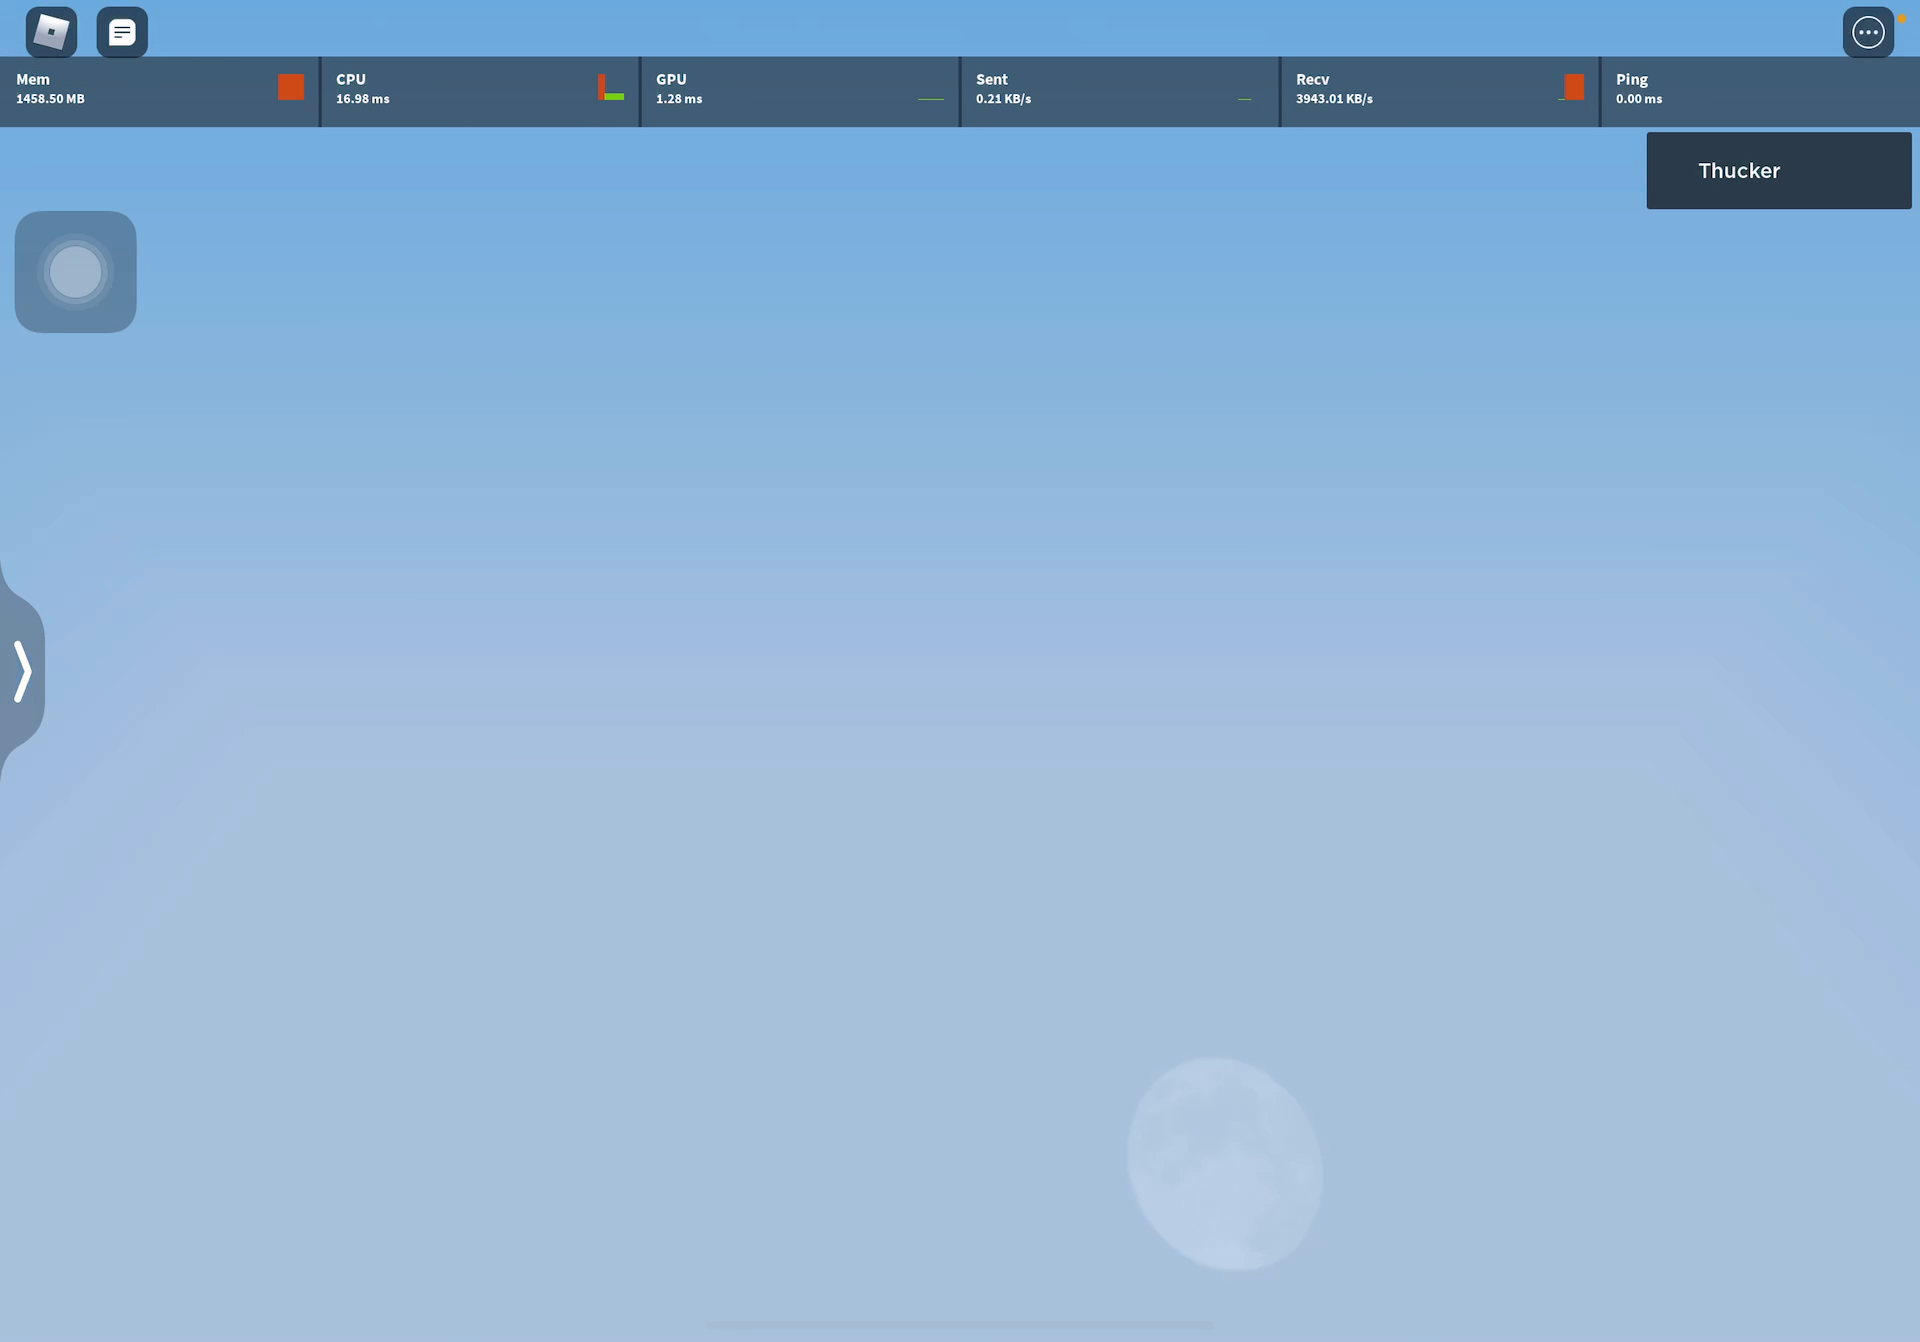 Mem
1458.50 MB
CPU
16.98 ms
GPU
1.28 ms
Sent
0.21 KB/s
Recv
3943.01 KB/s
Ping
0.00 ms
Thucker